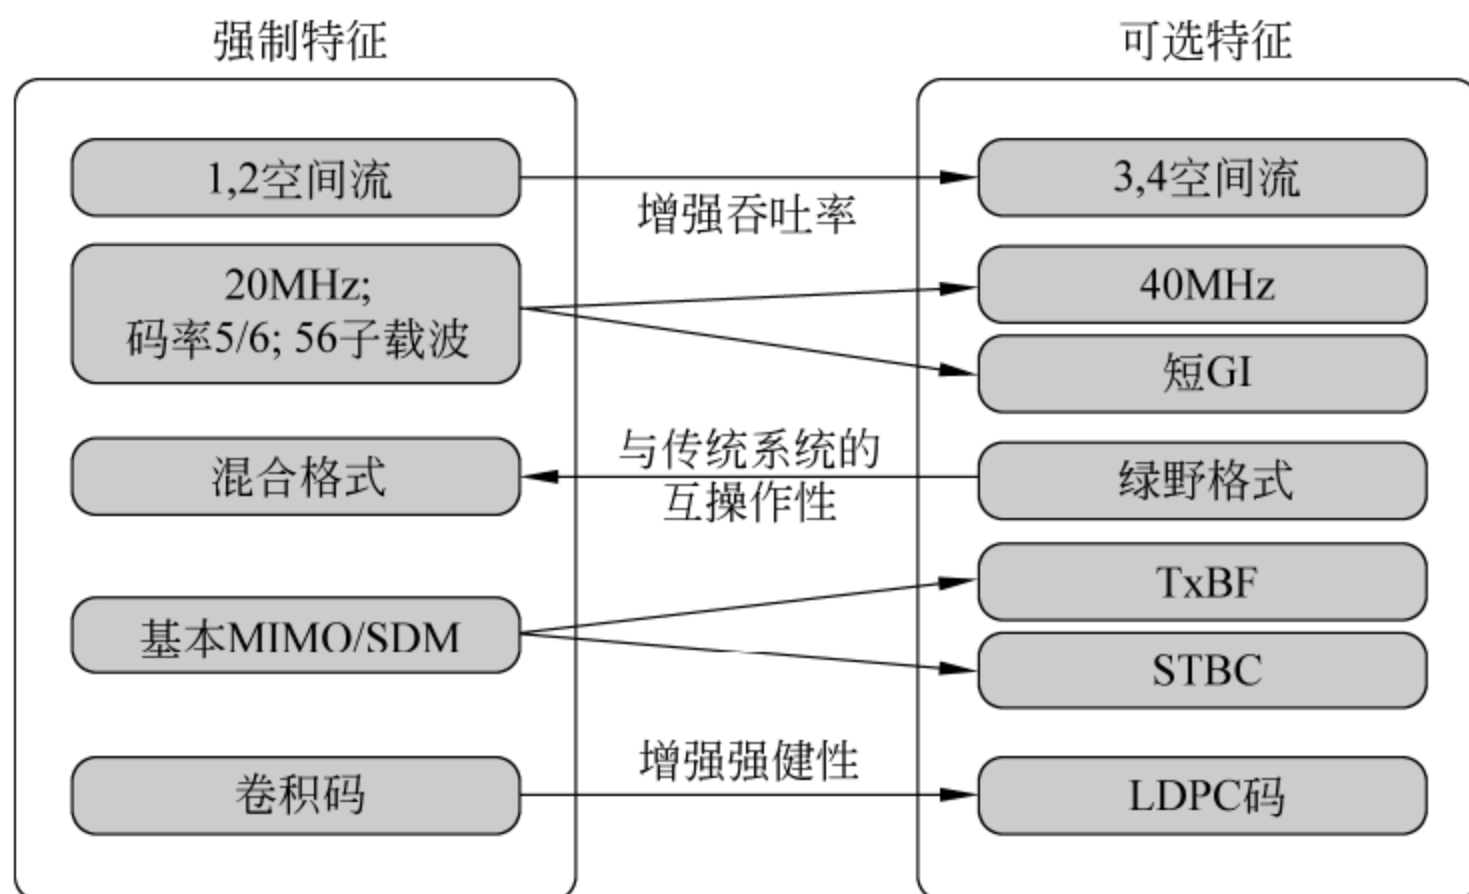 强制特征
可选特征
1,2空间流
增强吞吐率
3,4空间流
20MHz;
码率5/6; 56子载波
40MHz
短GI
混合格式
与传统系统的
互操作性
绿野格式
基本MIMO/SDM
TxBF
STBC
卷积码
增强强健性
LDPC码